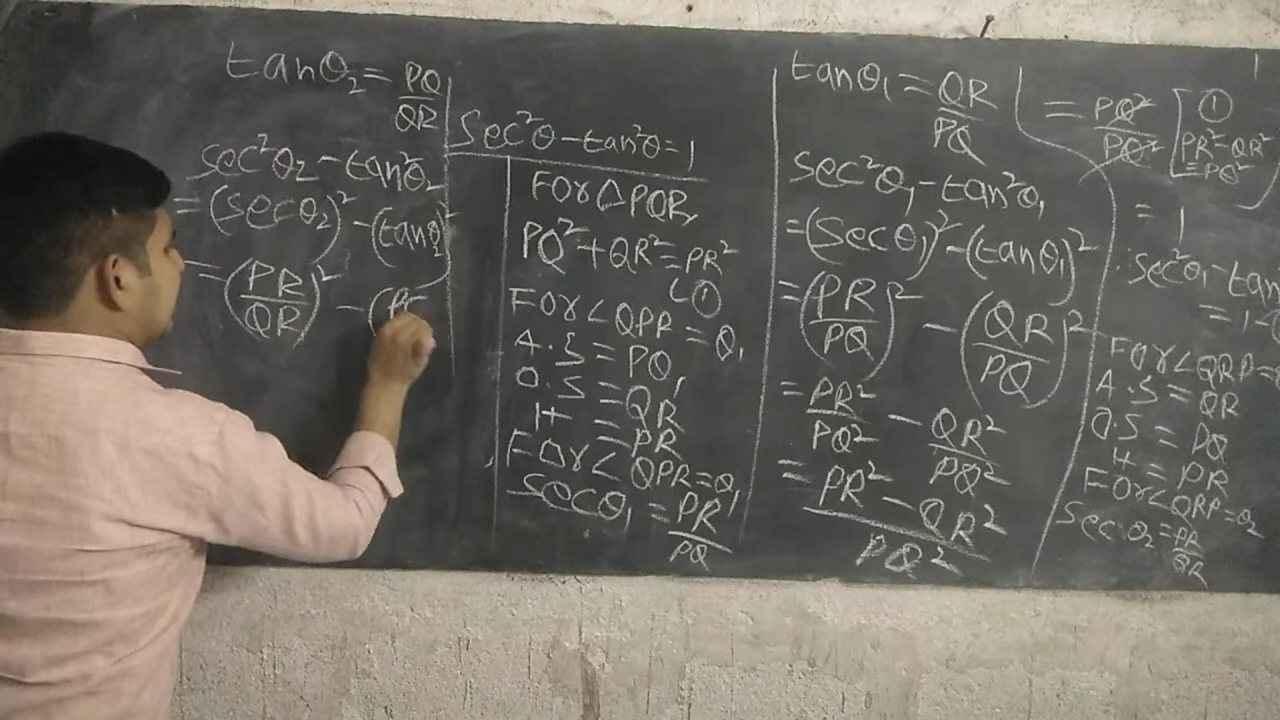 sec²θ - tan²θ = 1
For △PQR,
PQ² + QR² = PR²
↳ ①
For ∠QPR = θ₁
A.S = PQ
O.S = QR
H = PR
For ∠QPR = θ₁
secθ₁ = PR/PQ
tanθ₁ = QR/PQ
sec²θ₁ - tan²θ₁
= (secθ₁)² - (tanθ₁)²
= (PR/PQ)² - (QR/PQ)²
= PR²/PQ² - QR²/PQ²
= (PR² - QR²)/PQ²
= PQ²/PQ² [①
PR² - QR²
= PQ²
= 1
∴ sec²θ₁ - tan
= 1
For ∠QRP =
A.S = QR
O.S = PQ
H = PR
For ∠QRP = θ₂
secθ₂ = PR/QR
tanθ₂ = PQ/QR
sec²θ₂ - tan²θ₂
= (secθ₂)² - (tanθ₂)²
= (PR/QR)² - (